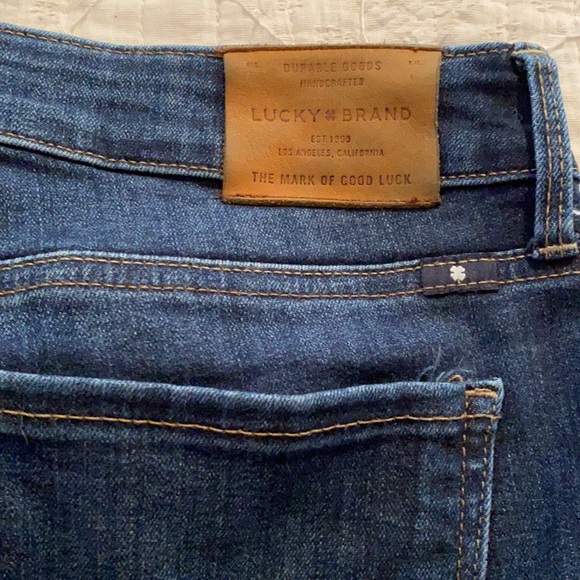 DURABLE GOODS
HANDCRAFTED
LUCKY BRAND
EST 1990
LOS ANGELES, CALIFORNIA
THE MARK OF GOOD LUCK